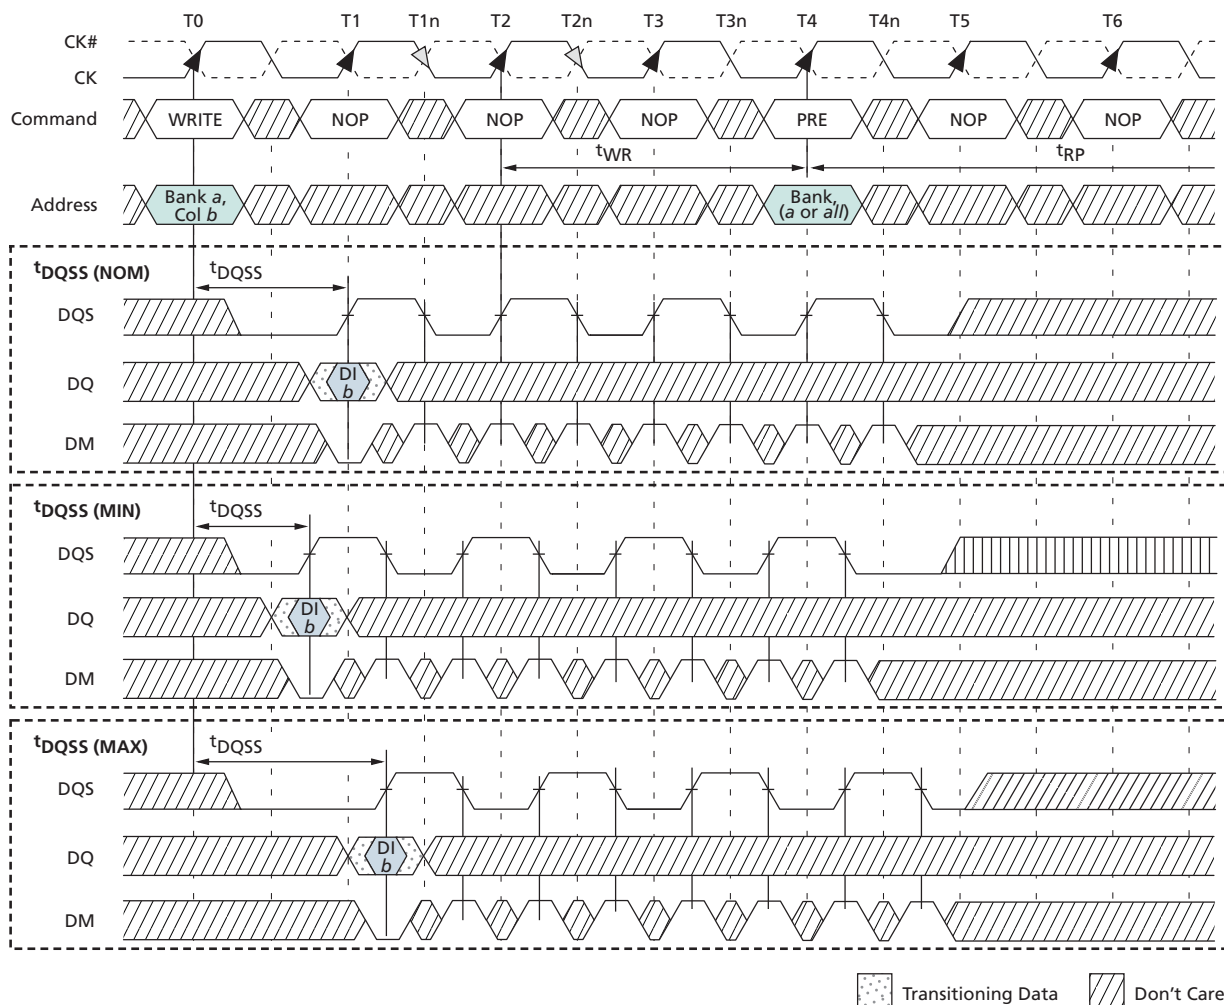 T0 T1 T1n T2 T2n T3 T3n T4 T4n T5 T6
CK#
CK
Command WRITE NOP NOP NOP PRE NOP NOP
tWR tRP
Address Bank a, Col b Bank, (a or all)
tDQSS (NOM) tDQSS
DQS
DQ DI b
DM
tDQSS (MIN) tDQSS
DQS
DQ DI b
DM
tDQSS (MAX) tDQSS
DQS
DQ DI b
DM
Transitioning Data Don't Care